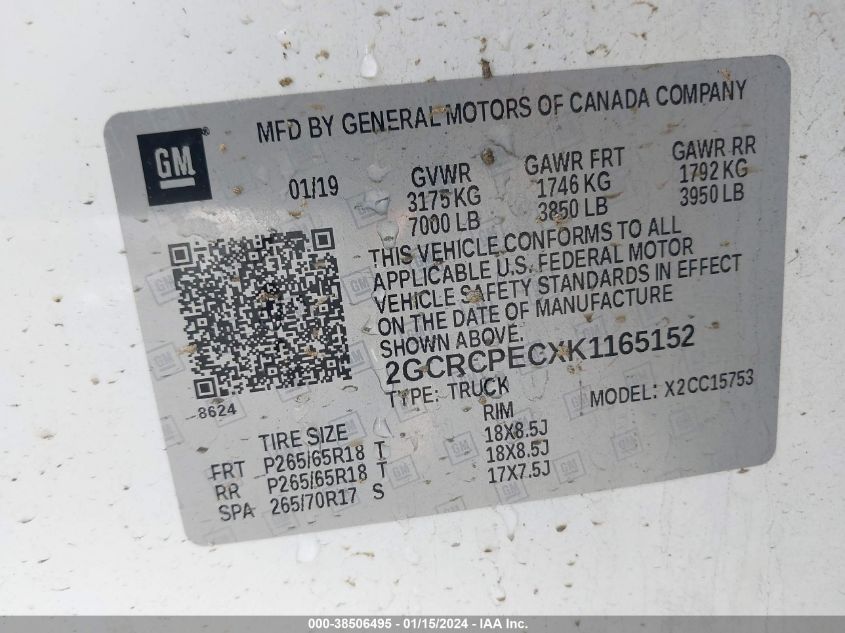 MFD BY GENERAL MOTORS OF CANADA COMPANY
GM ®
01/19
GVWR GAWR FRT GAWR RR
3175 KG 1746 KG 1792 KG
7000 LB 3850 LB 3950 LB
THIS VEHICLE CONFORMS TO ALL
APPLICABLE U.S. FEDERAL MOTOR
VEHICLE SAFETY STANDARDS IN EFFECT
ON THE DATE OF MANUFACTURE
SHOWN ABOVE.
2GCRCPECXK1165152
TYPE: TRUCK MODEL: X2CC15753
8624
TIRE SIZE RIM
FRT P265/65R18 T 18X8.5J
RR P265/65R18 T 18X8.5J
SPA 265/70R17 S 17X7.5J
000-38506495 - 01/15/2024 - IAA Inc.